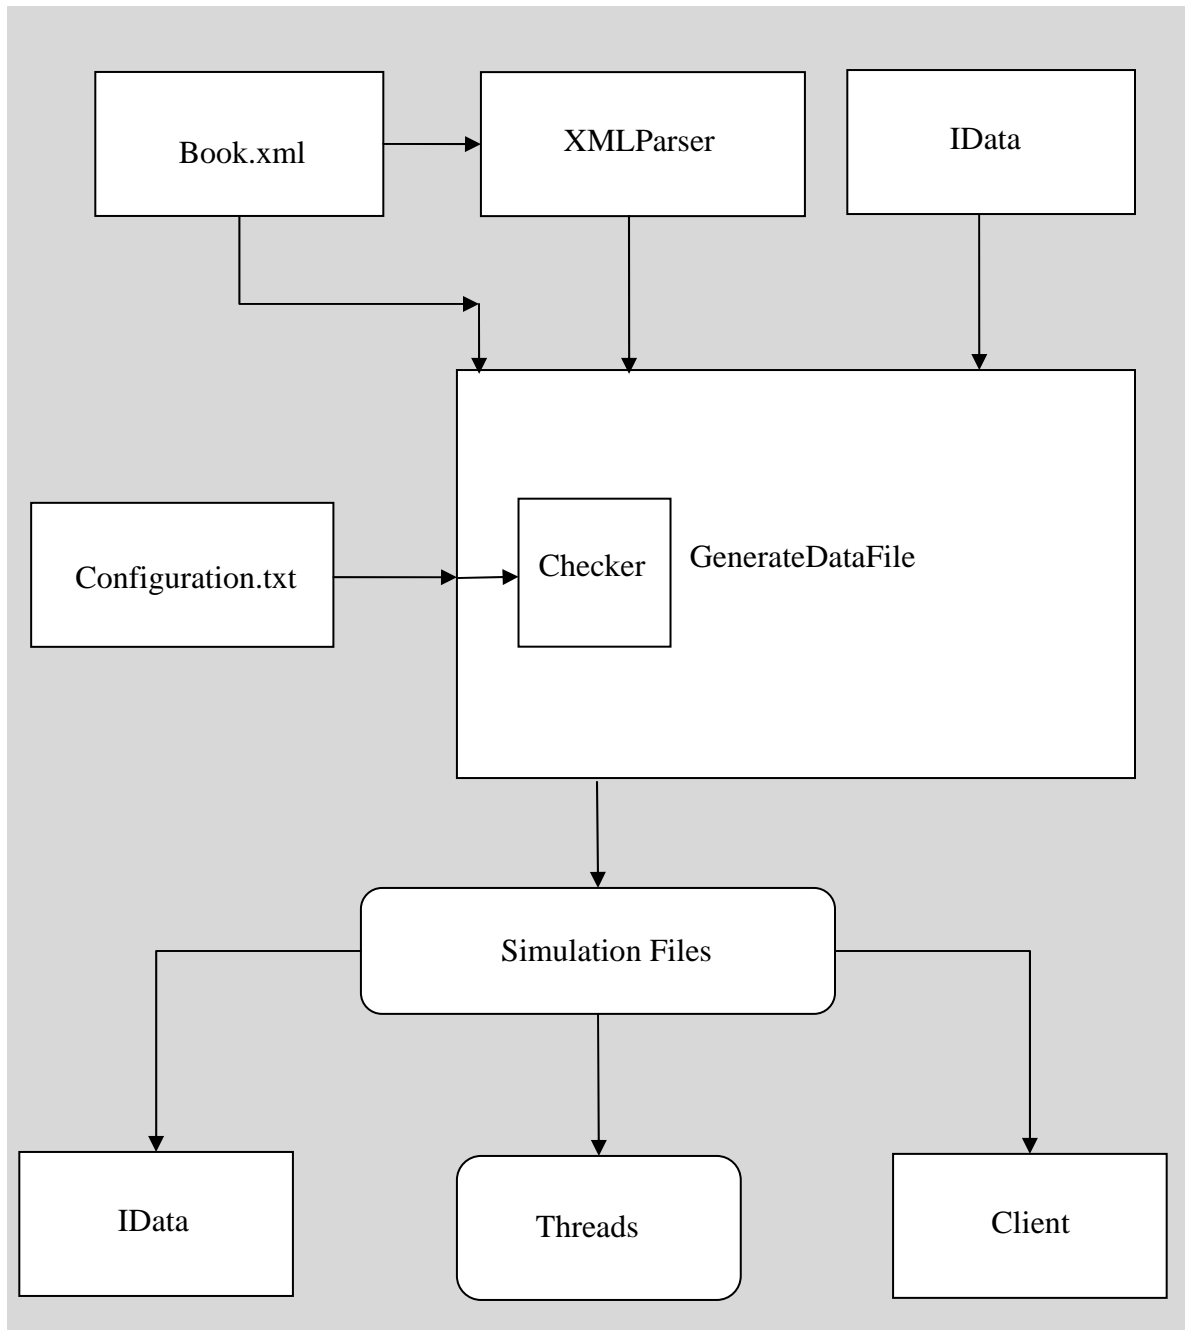 Book.xml
XMLParser
IData
Configuration.txt
Checker
GenerateDataFile
Simulation Files
IData
Threads
Client